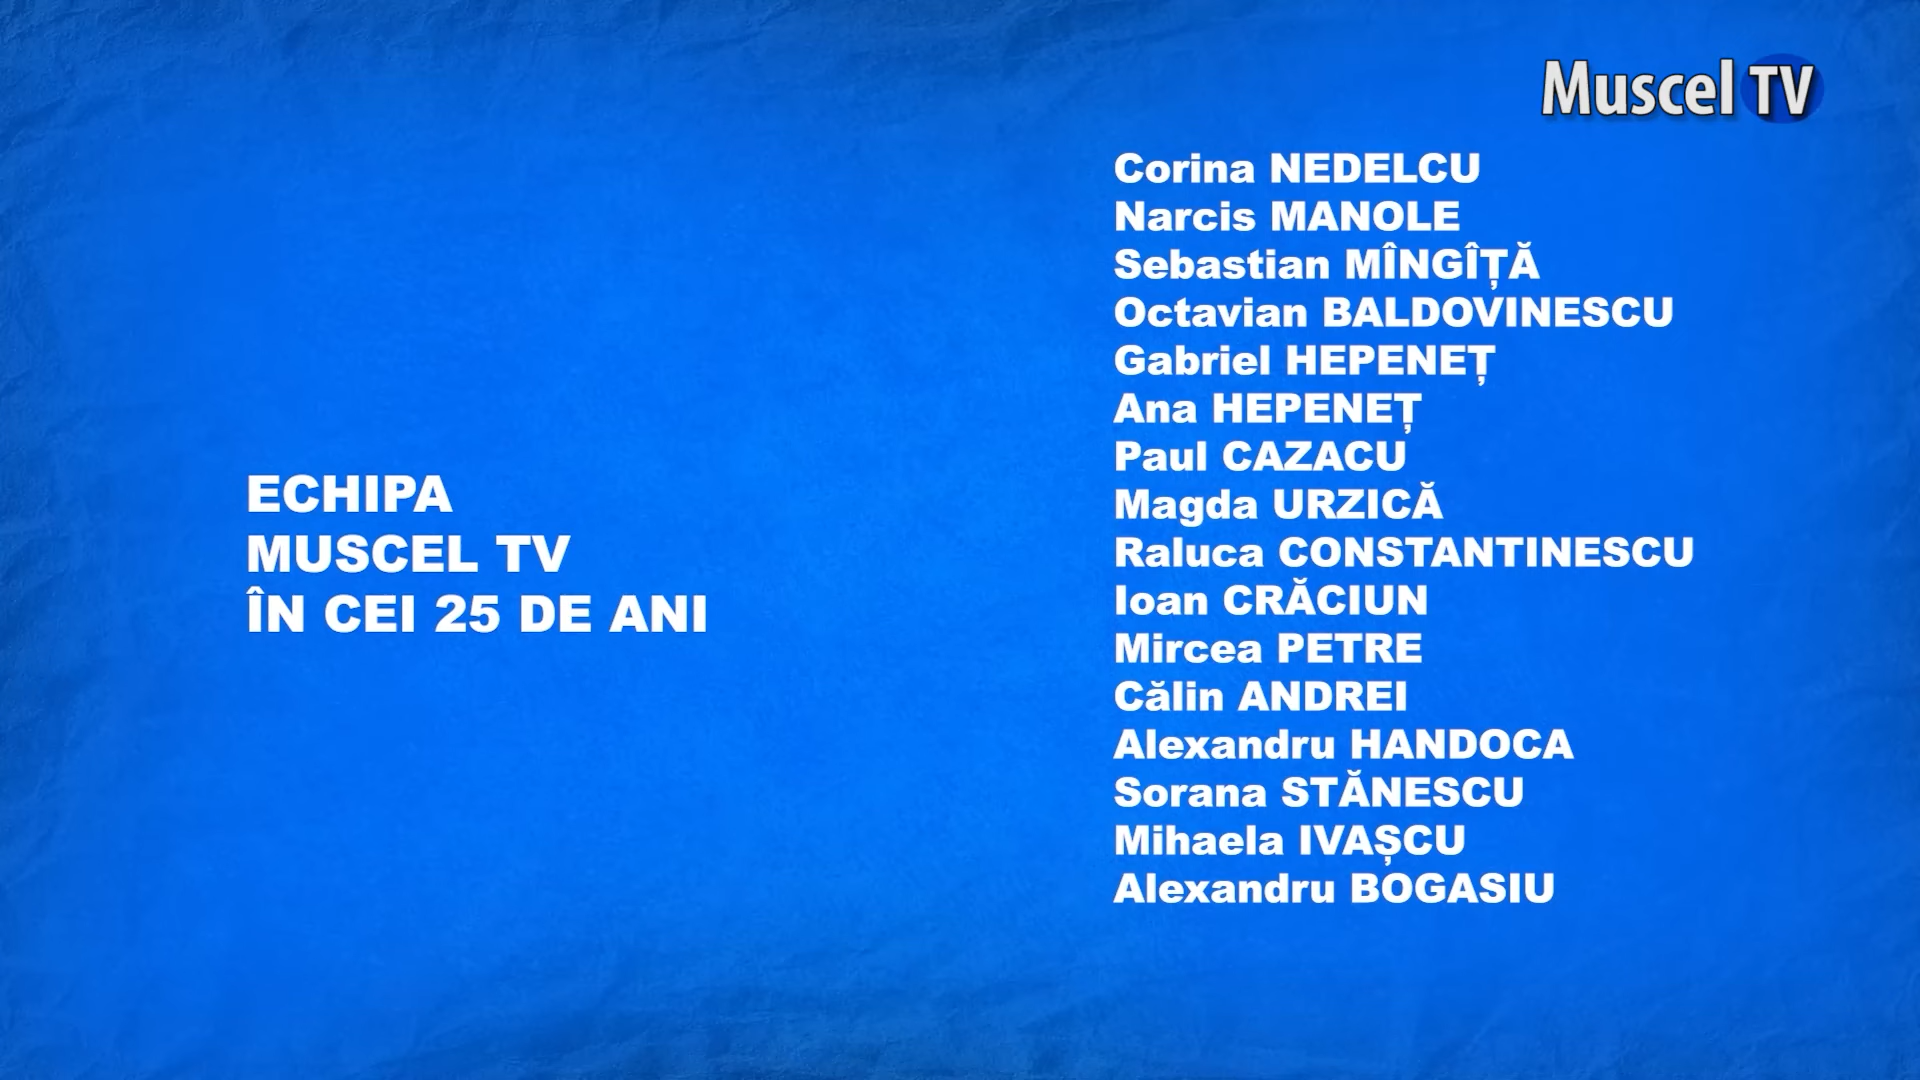 Muscel TV
ECHIPA
MUSCEL TV
ÎN CEI 25 DE ANI
Corina NEDELCU
Narcis MANOLE
Sebastian MÎNGÎȚĂ
Octavian BALDOVINESCU
Gabriel HEPENEȚ
Ana HEPENEȚ
Paul CAZACU
Magda URZICĂ
Raluca CONSTANTINESCU
Ioan CRĂCIUN
Mircea PETRE
Călin ANDREI
Alexandru HANDOCA
Sorana STĂNESCU
Mihaela IVAȘCU
Alexandru BOGASIU